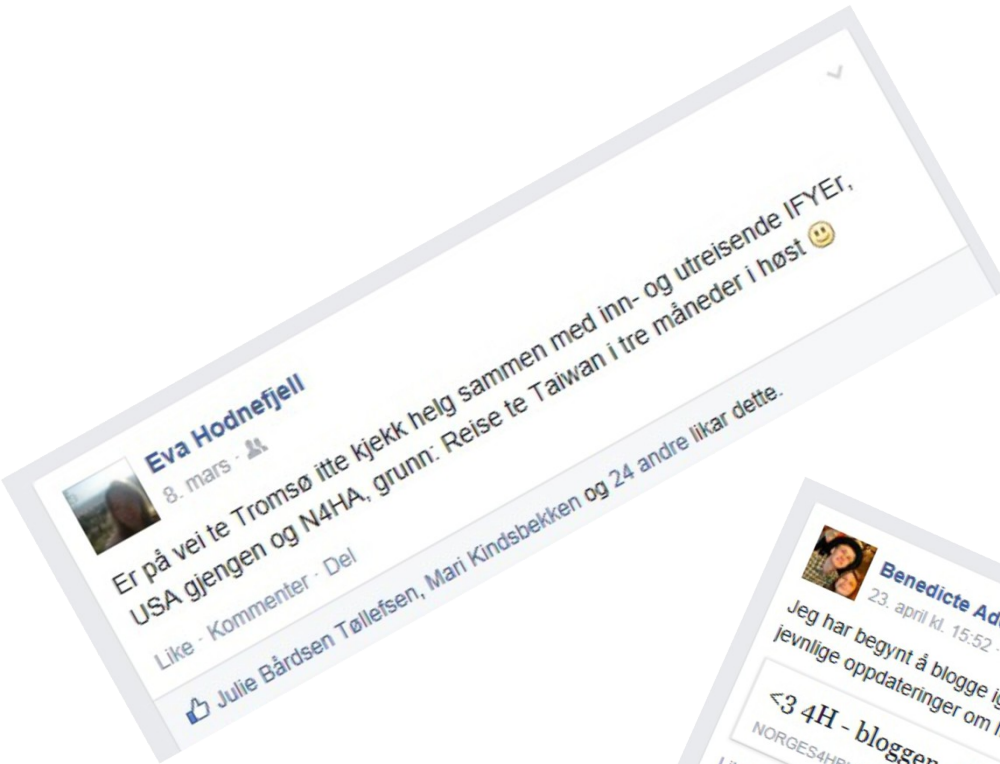 Eva Hodnefjell
8. mars ·
Er på vei te Tromsø itte kjekk helg sammen med inn- og utreisende IFYEr,
USA gjengen og N4HA, grunn: Reise te Taiwan i tre måneder i høst
Like · Kommenter · Del
Julie Bårdsen Tøllefsen, Mari Kindsbekken og 24 andre likar dette.
Benedicte
23. april kl. 15:52 ·
Jeg har begynt å blogge
jevnlige oppdateringer om
<3 4H - bloggen